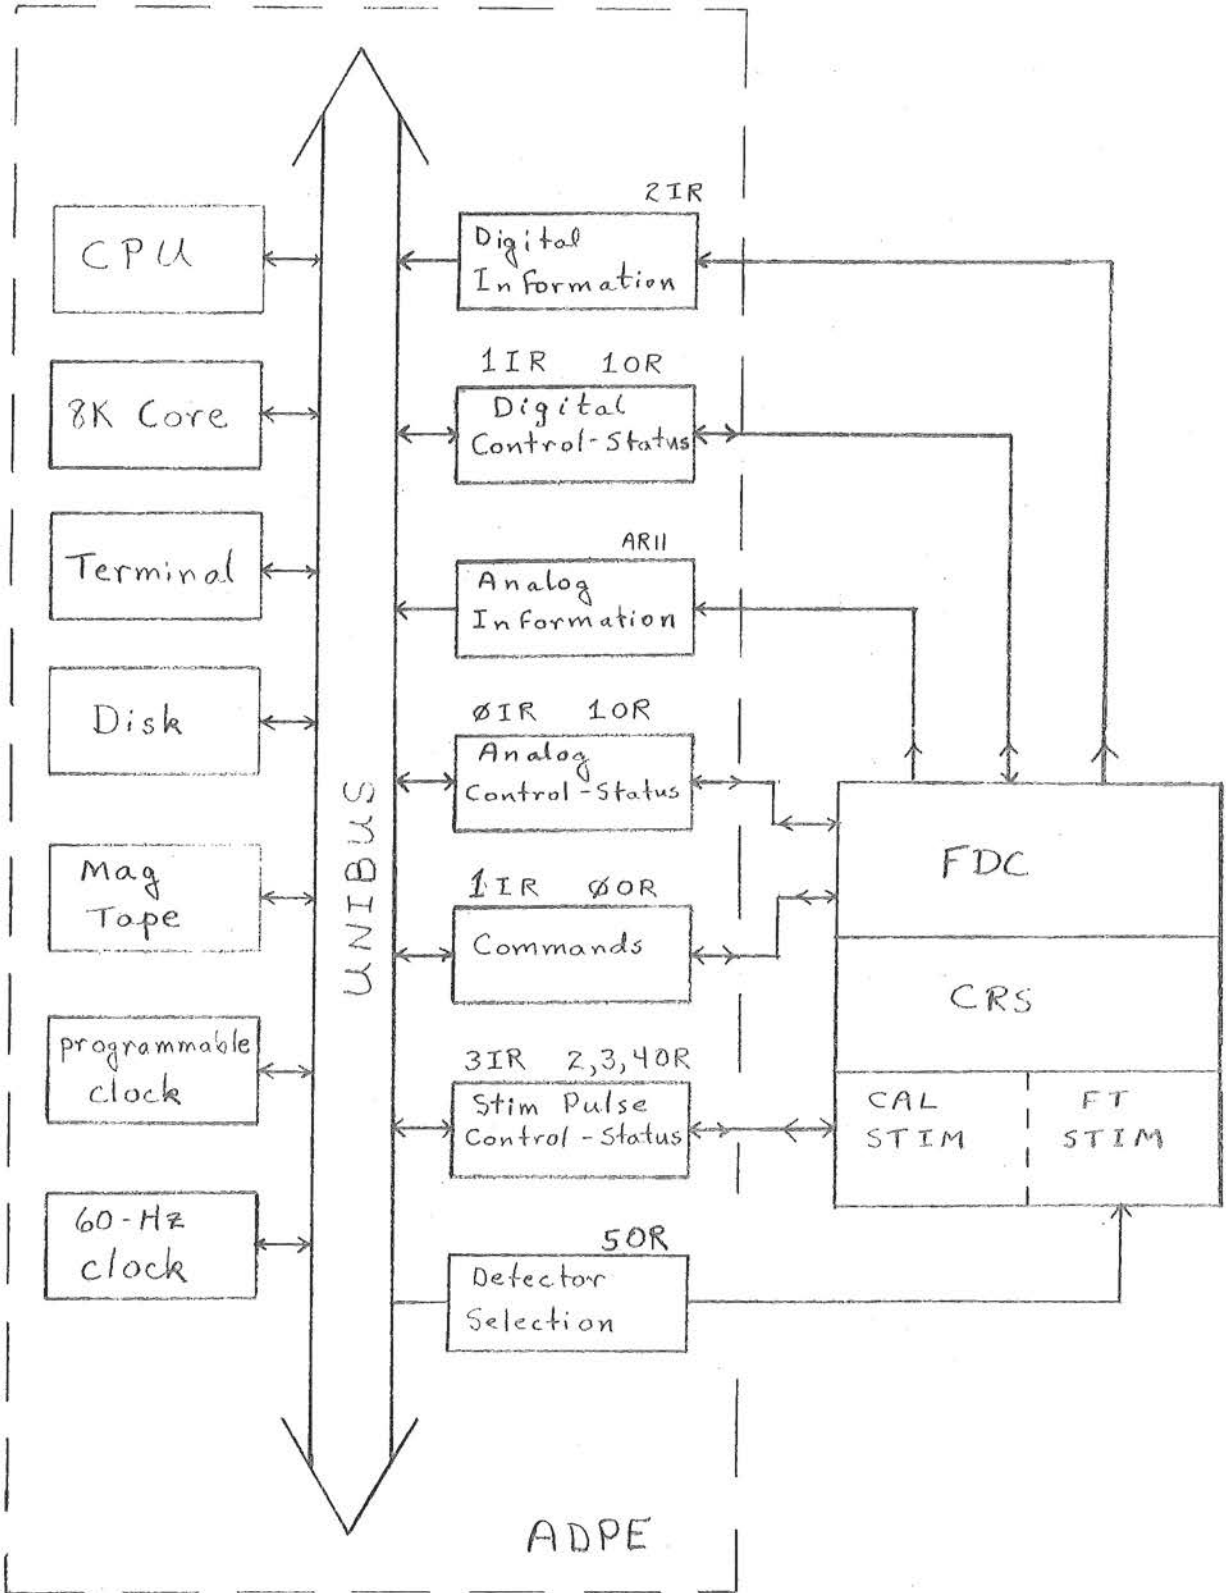 CPU
8K Core
Terminal
Disk
Mag
Tape
programmable
clock
60-Hz
clock
UNIBUS
2IR
Digital
Information
1IR 1OR
Digital
Control-Status
AR11
Analog
Information
ØIR 1OR
Analog
Control-Status
1IR ØOR
Commands
3IR 2,3,4OR
Stim Pulse
Control-Status
5OR
Detector
Selection
FDC
CRS
CAL
STIM
FT
STIM
ADPE